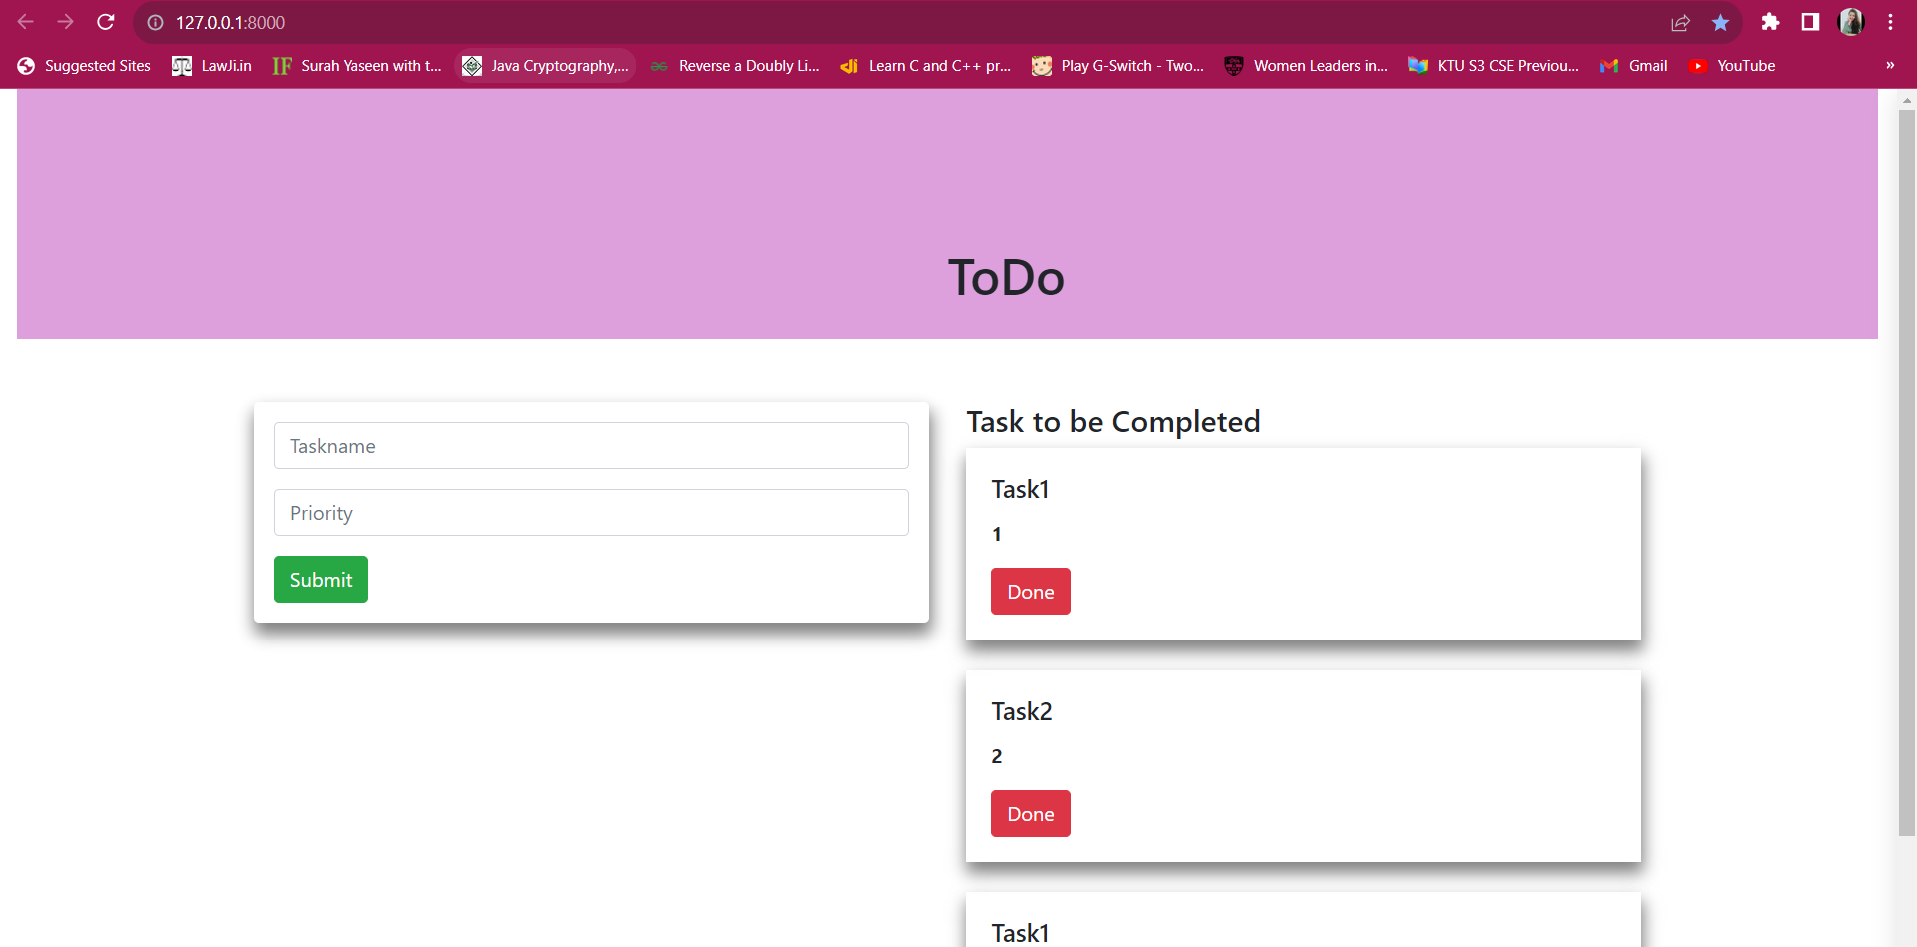 127.0.0.1:8000
Suggested Sites LawJi.in Surah Yaseen with t... Java Cryptography,... Reverse a Doubly Li... Learn C and C++ pr... Play G-Switch - Two... Women Leaders in... KTU S3 CSE Previou... Gmail YouTube »
ToDo
Taskname
Priority
Submit
Task to be Completed
Task1
1
Done
Task2
2
Done
Task1